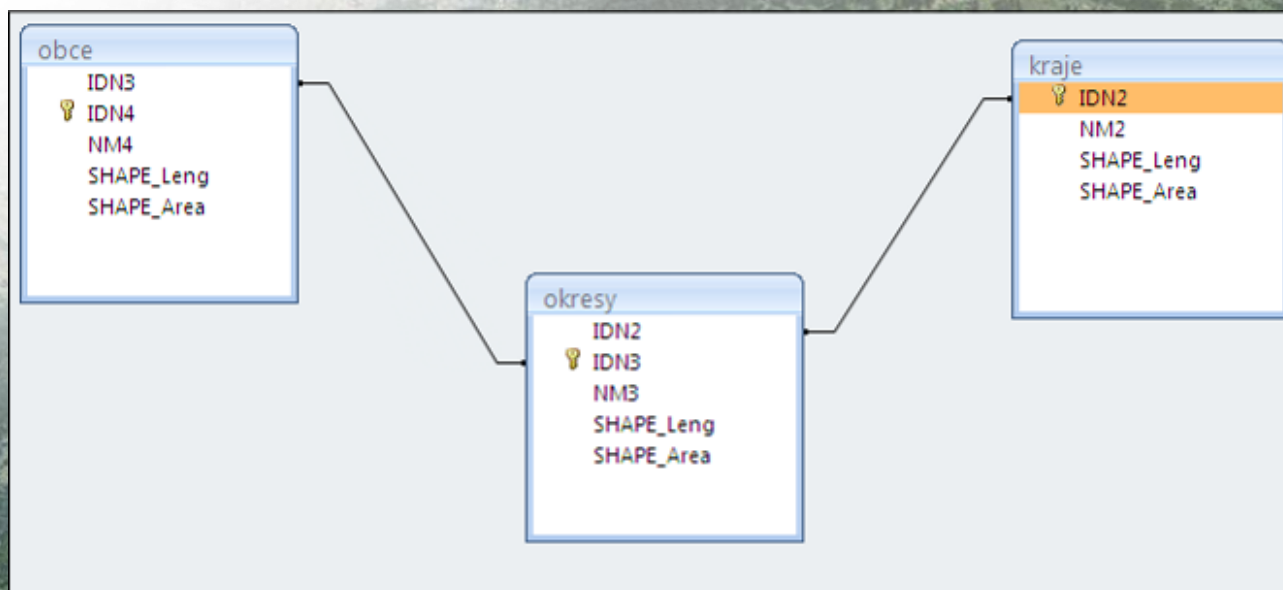 obce
IDN3
IDN4
NM4
SHAPE_Leng
SHAPE_Area
okresy
IDN2
IDN3
NM3
SHAPE_Leng
SHAPE_Area
kraje
IDN2
NM2
SHAPE_Leng
SHAPE_Area